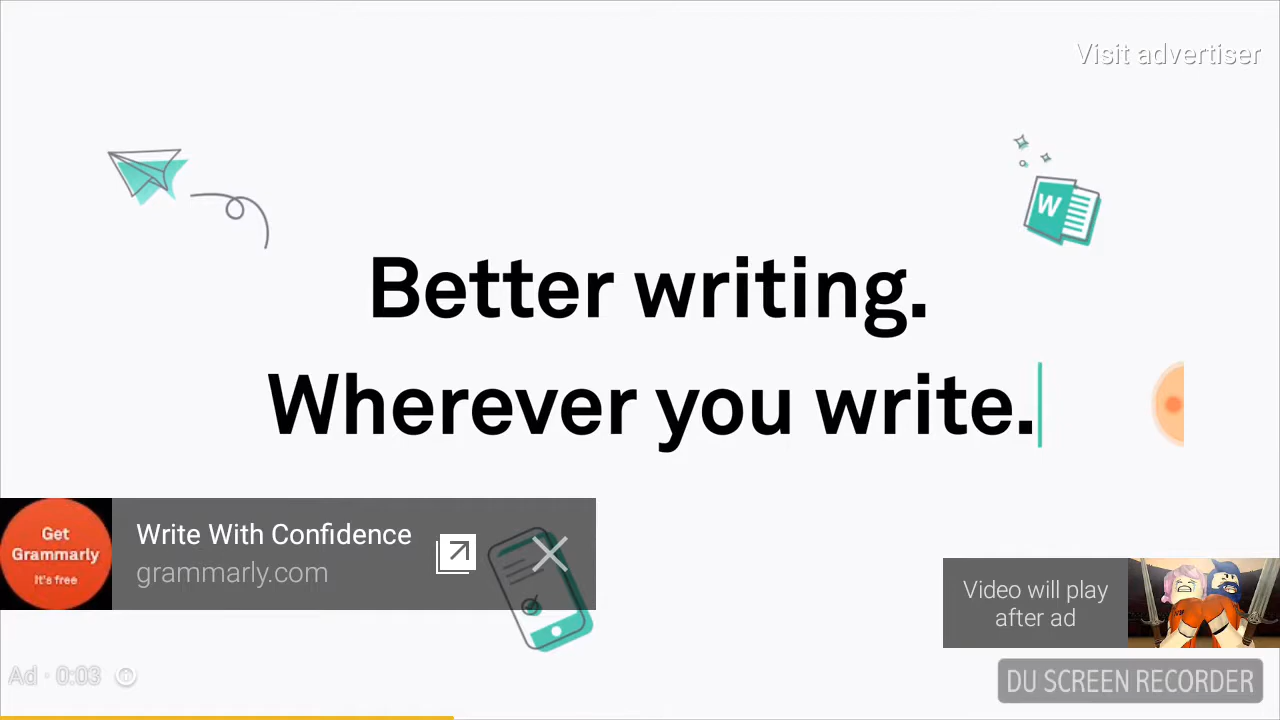 Visit advertiser
W
Better writing.
Wherever you write.
Get
Grammarly
It's free
Write With Confidence
grammarly.com
Video will play
after ad
Ad · 0:03
DU SCREEN RECORDER